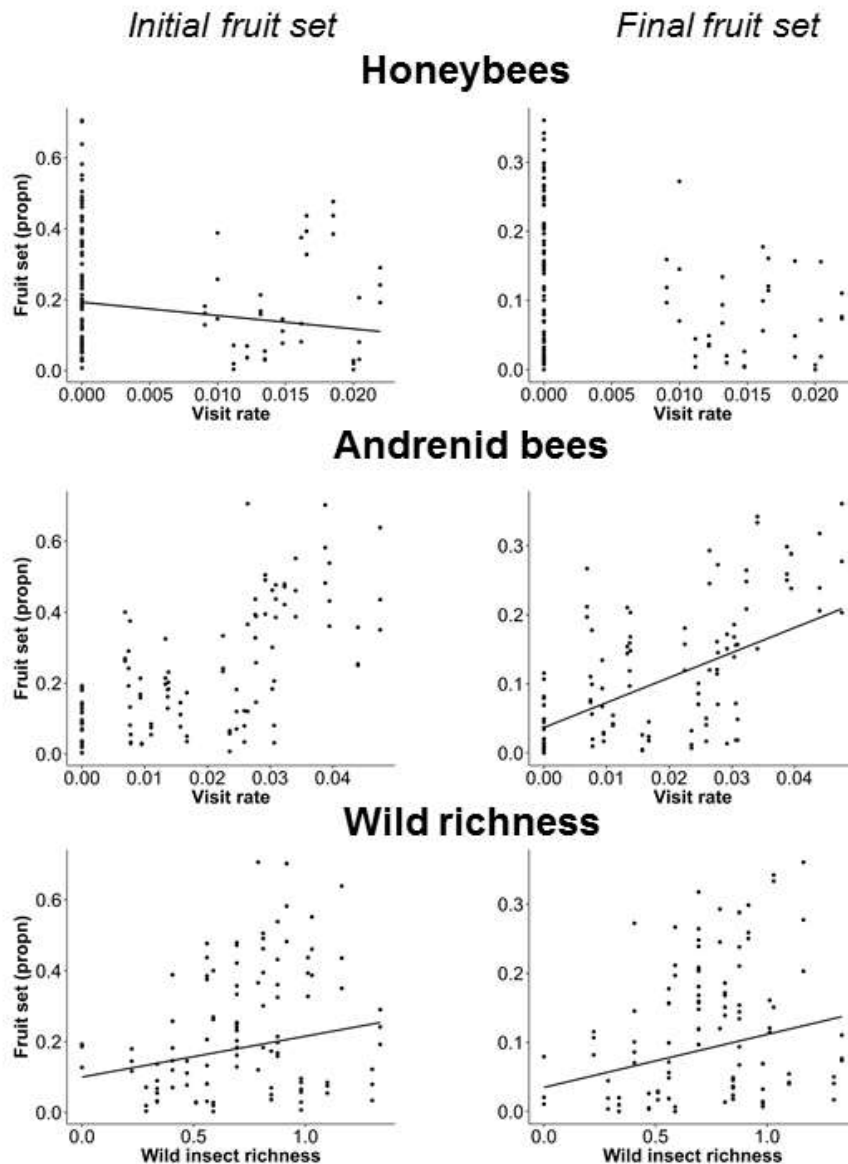 Initial fruit set Final fruit set
Honeybees
Fruit set (propn)
0.6
0.4
0.2
0.0
0.000 0.005 0.010 0.015 0.020
Visit rate
0.3
0.2
0.1
0.0
0.000 0.005 0.010 0.015 0.020
Visit rate
Andrenid bees
Fruit set (propn)
0.6
0.4
0.2
0.0
0.00 0.01 0.02 0.03 0.04
Visit rate
0.3
0.2
0.1
0.0
0.00 0.01 0.02 0.03 0.04
Visit rate
Wild richness
Fruit set (propn)
0.6
0.4
0.2
0.0
0.0 0.5 1.0
Wild insect richness
0.3
0.2
0.1
0.0
0.0 0.5 1.0
Wild insect richness